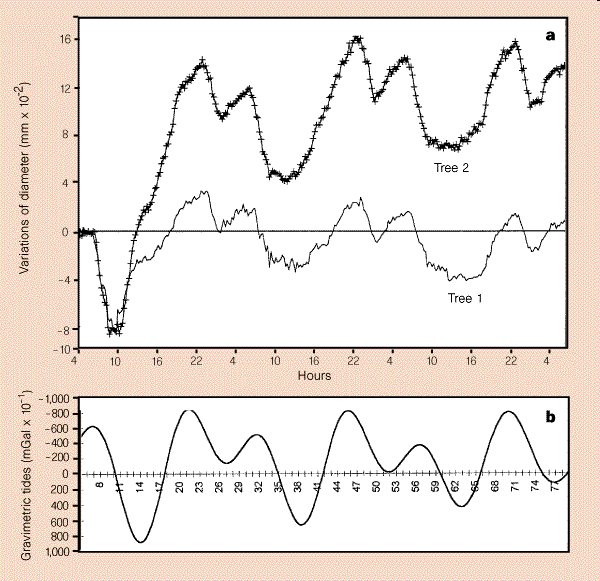 a
16
12
8
4
0
-4
-8
-10
Variations of diameter (mm x 10-2)
Tree 2
Tree 1
4 10 16 22 4 10 16 22 4 10 16 22 4
Hours
b
-1,000
-800
-600
-400
-200
0
200
400
600
800
1,000
Gravimetric tides (mGal x 10-1)
8 11 14 17 20 23 26 29 32 35 38 41 44 47 50 53 56 59 62 65 68 71 74 77